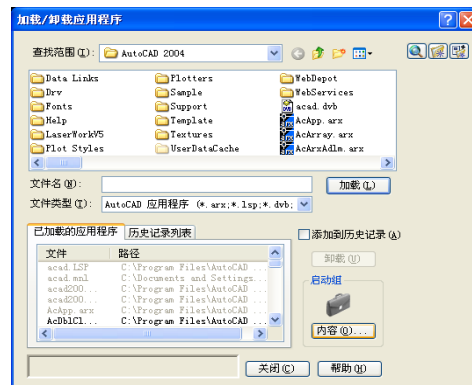 加载/卸载应用程序
查找范围(I): AutoCAD 2004
Data Links Plotters WebDepot
Drv Sample WebServices
Fonts Support acad.dvb
Help Template AcApp.arx
LaserWorkV5 Textures AcArray.arx
Plot Styles UserDataCache AcArxAdlm.arx
文件名(N): 加载(L)
文件类型(T): AutoCAD 应用程序 (*.arx;*.lsp;*.dvb;
已加载的应用程序 历史记录列表 添加到历史记录(A)
文件 路径
acad.LSP C:\Program Files\AutoCAD ...
acad.mnl C:\Documents and Settings...
acad200... C:\Program Files\AutoCAD ...
acad200... C:\Program Files\AutoCAD ...
AcApp.arx C:\Program Files\AutoCAD ...
AcDblCl... C:\Program Files\AutoCAD ...
卸载(U)
启动组
内容(O)...
关闭(C) 帮助(H)